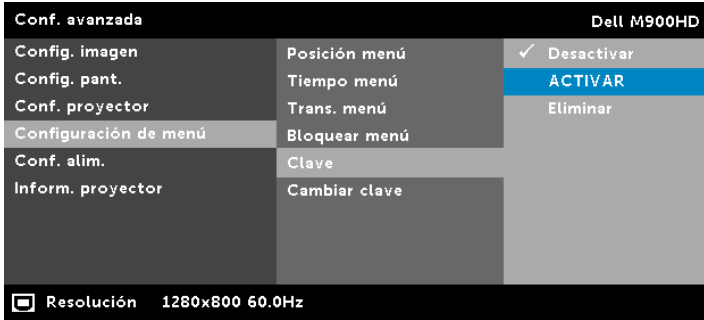 Conf. avanzada Dell M900HD
Config. imagen
Config. pant.
Conf. proyector
Configuración de menú
Conf. alim.
Inform. proyector
Posición menú
Tiempo menú
Trans. menú
Bloquear menú
Clave
Cambiar clave
✓ Desactivar
ACTIVAR
Eliminar
Resolución 1280x800 60.0Hz